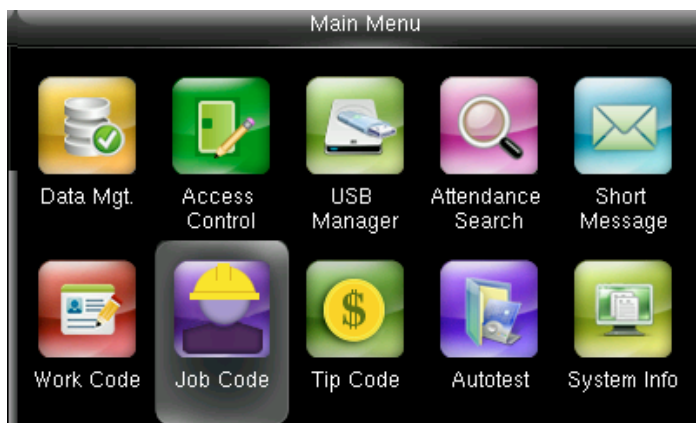 Main Menu
Data Mgt.
Access
Control
USB
Manager
Attendance
Search
Short
Message
Work Code
Job Code
$
Tip Code
Autotest
System Info